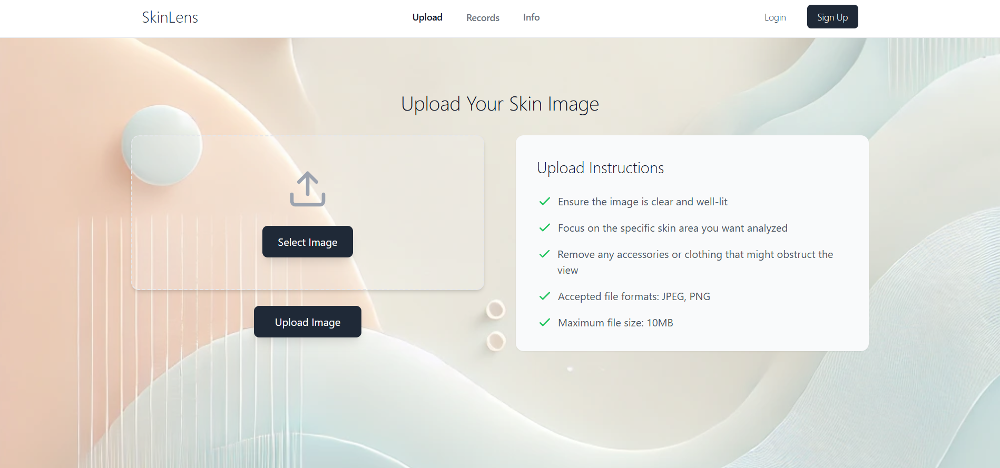 SkinLens
Upload
Records
Info
Login
Sign Up
Upload Your Skin Image
Select Image
Upload Image
Upload Instructions
Ensure the image is clear and well-lit
Focus on the specific skin area you want analyzed
Remove any accessories or clothing that might obstruct the
view
Accepted file formats: JPEG, PNG
Maximum file size: 10MB